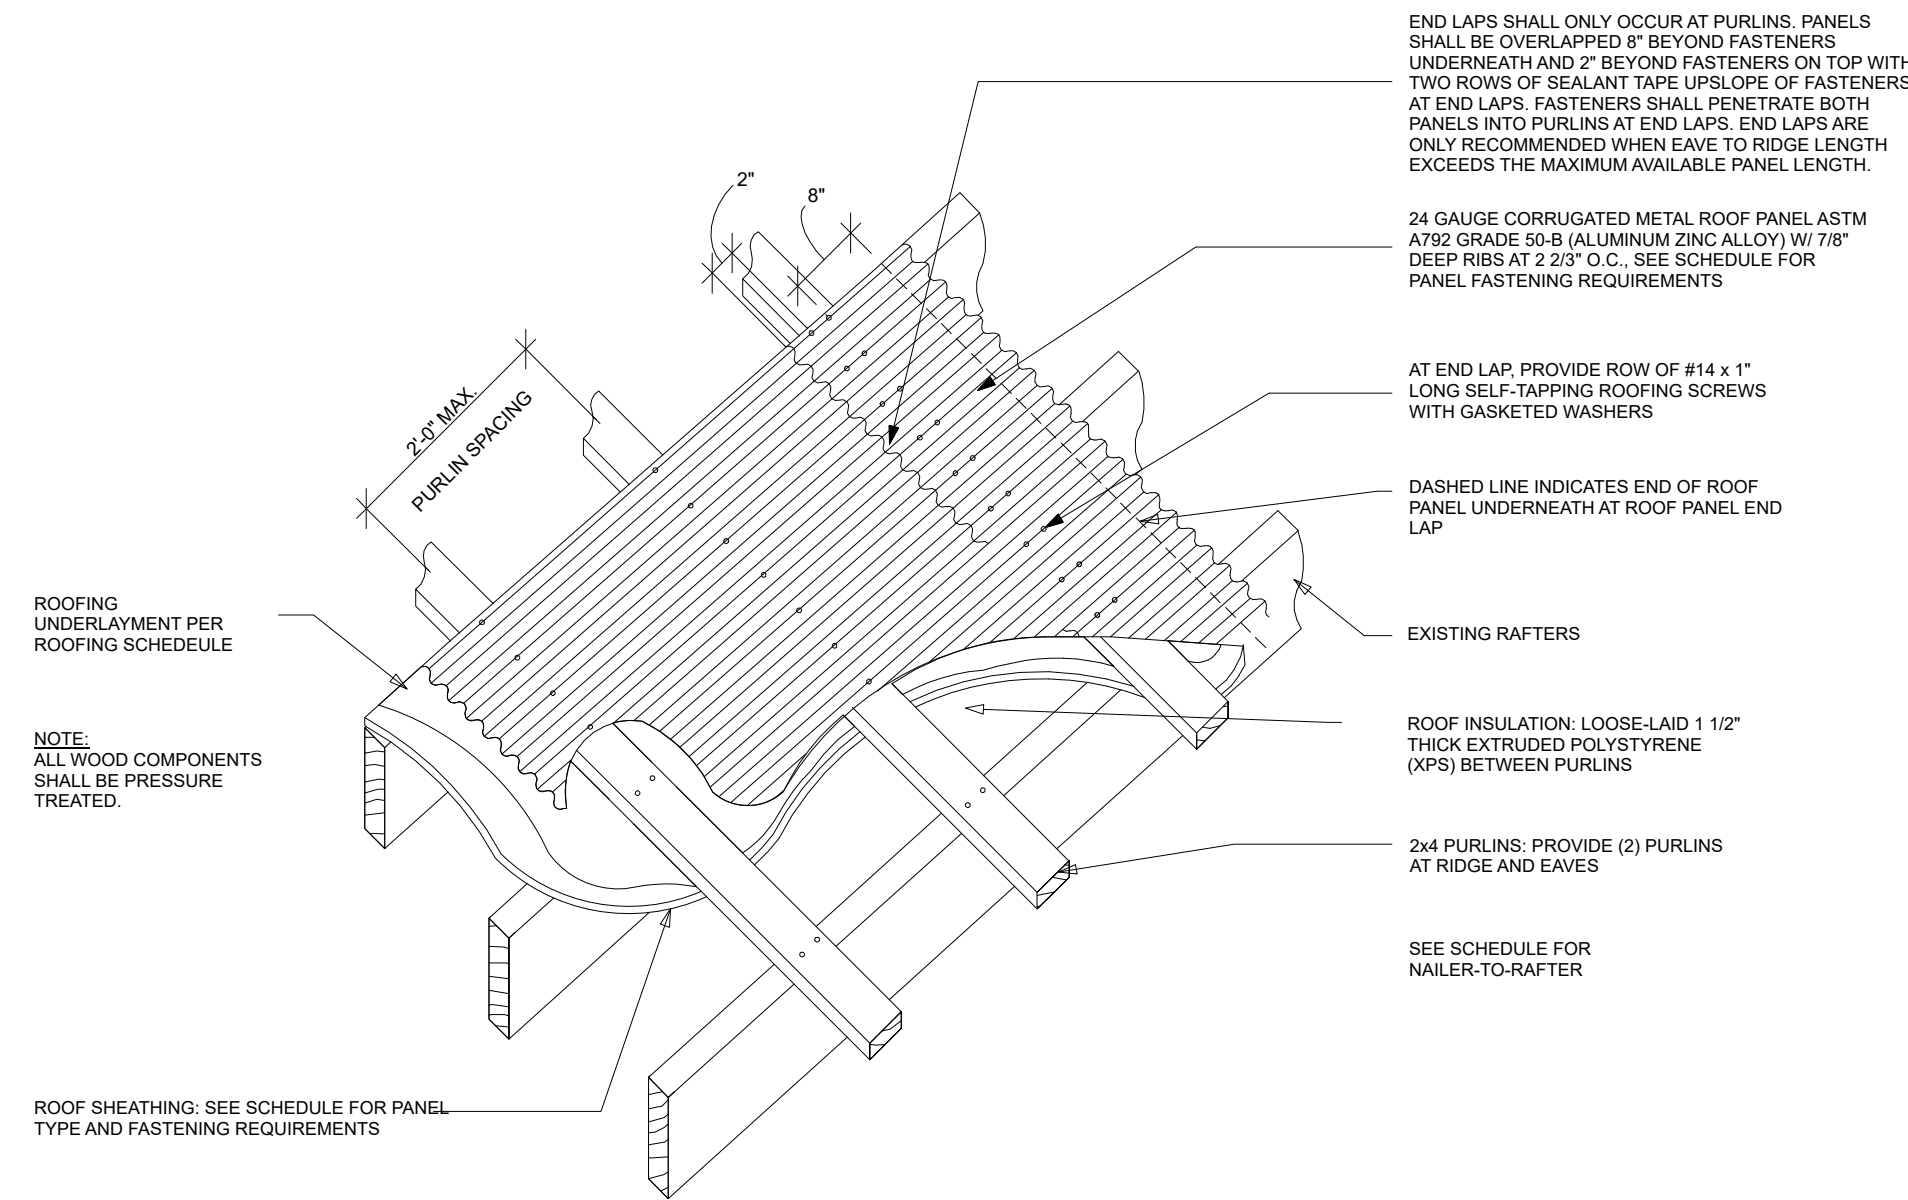 END LAPS SHALL ONLY OCCUR AT PURLINS. PANELS
SHALL BE OVERLAPPED 8" BEYOND FASTENERS
UNDERNEATH AND 2" BEYOND FASTENERS ON TOP WITH
TWO ROWS OF SEALANT TAPE UPSLOPE OF FASTENERS
AT END LAPS. FASTENERS SHALL PENETRATE BOTH
PANELS INTO PURLINS AT END LAPS. END LAPS ARE
ONLY RECOMMENDED WHEN EAVE TO RIDGE LENGTH
EXCEEDS THE MAXIMUM AVAILABLE PANEL LENGTH.
2"
8"
24 GAUGE CORRUGATED METAL ROOF PANEL ASTM
A792 GRADE 50-B (ALUMINUM ZINC ALLOY) W/ 7/8"
DEEP RIBS AT 2 2/3" O.C., SEE SCHEDULE FOR
PANEL FASTENING REQUIREMENTS
AT END LAP, PROVIDE ROW OF #14 x 1"
LONG SELF-TAPPING ROOFING SCREWS
WITH GASKETED WASHERS
2'-0" MAX.
PURLIN SPACING
DASHED LINE INDICATES END OF ROOF
PANEL UNDERNEATH AT ROOF PANEL END
LAP
ROOFING
UNDERLAYMENT PER
ROOFING SCHEDEULE
EXISTING RAFTERS
NOTE:
ALL WOOD COMPONENTS
SHALL BE PRESSURE
TREATED.
ROOF INSULATION: LOOSE-LAID 1 1/2"
THICK EXTRUDED POLYSTYRENE
(XPS) BETWEEN PURLINS
2x4 PURLINS: PROVIDE (2) PURLINS
AT RIDGE AND EAVES
SEE SCHEDULE FOR
NAILER-TO-RAFTER
ROOF SHEATHING: SEE SCHEDULE FOR PANEL
TYPE AND FASTENING REQUIREMENTS